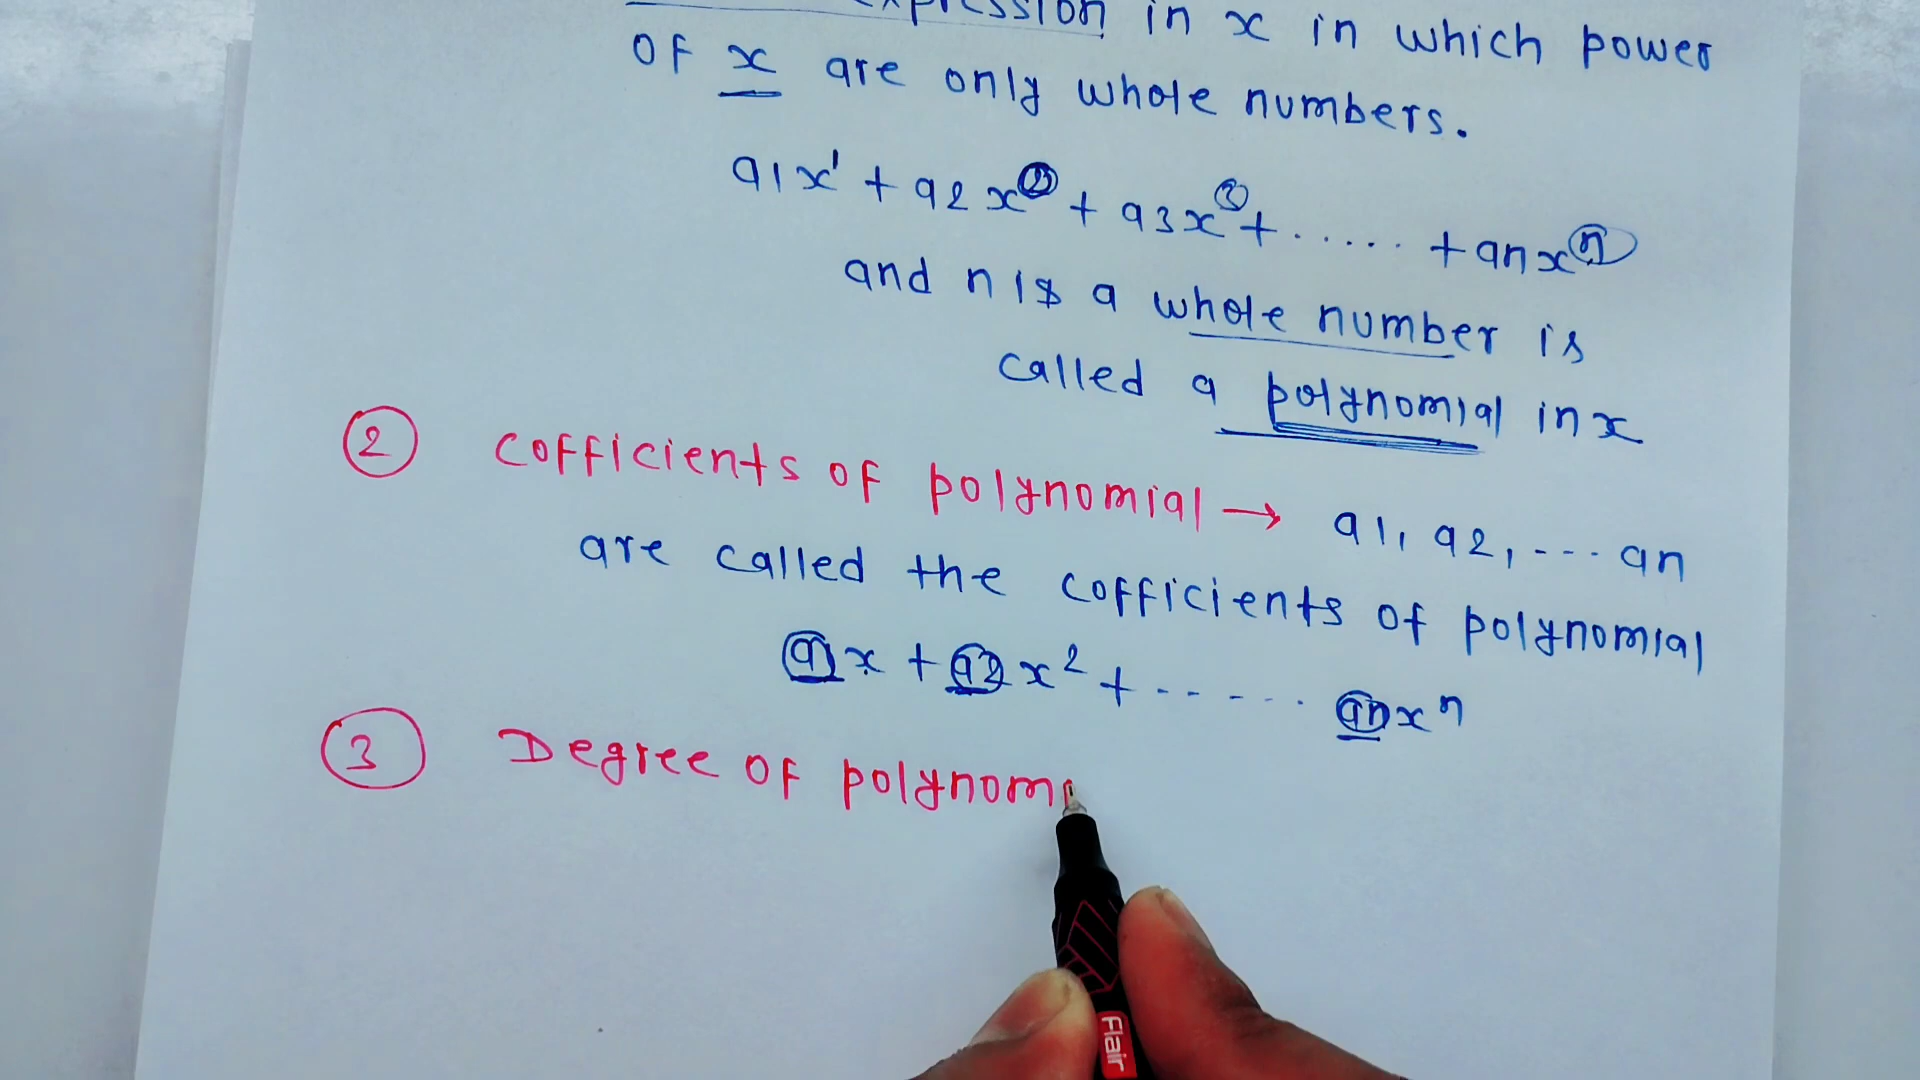 expression in x in which power
of x are only whole numbers.
a1x¹ + a2x² + a3x³ + ...... + anxⁿ
and n is a whole number is
called a polynomial in x
② cofficients of polynomial → a1, a2, --- an
are called the cofficients of polynomial
a1x + a2x² + ------ anxⁿ
③ Degree of polynomi
Flair